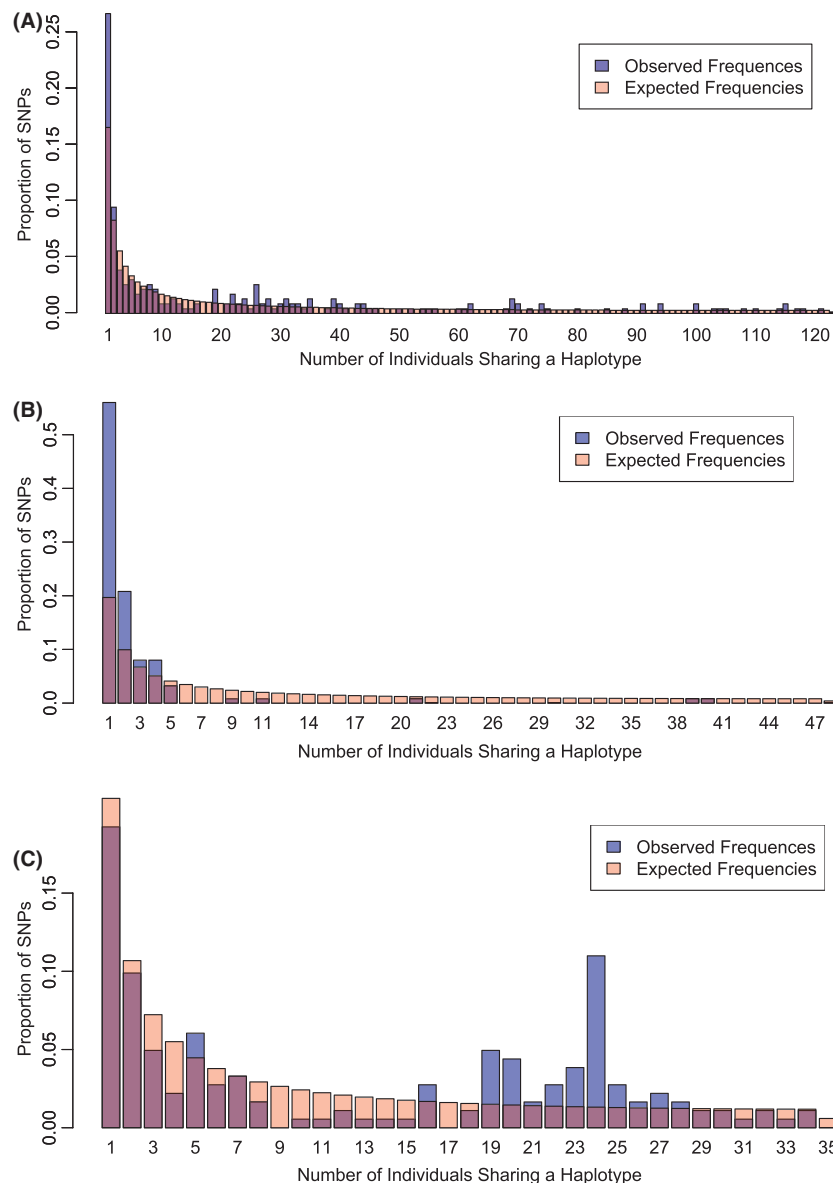 (A)
Proportion of SNPs
0.00 0.05 0.10 0.15 0.20 0.25
Observed Frequences
Expected Frequencies
1 10 20 30 40 50 60 70 80 90 100 110 120
Number of Individuals Sharing a Haplotype
(B)
Proportion of SNPs
0.0 0.1 0.2 0.3 0.4 0.5
Observed Frequences
Expected Frequencies
1 3 5 7 9 11 14 17 20 23 26 29 32 35 38 41 44 47
Number of Individuals Sharing a Haplotype
(C)
Proportion of SNPs
0.00 0.05 0.10 0.15
Observed Frequences
Expected Frequencies
1 3 5 7 9 11 13 15 17 19 21 23 25 27 29 31 33 35
Number of Individuals Sharing a Haplotype